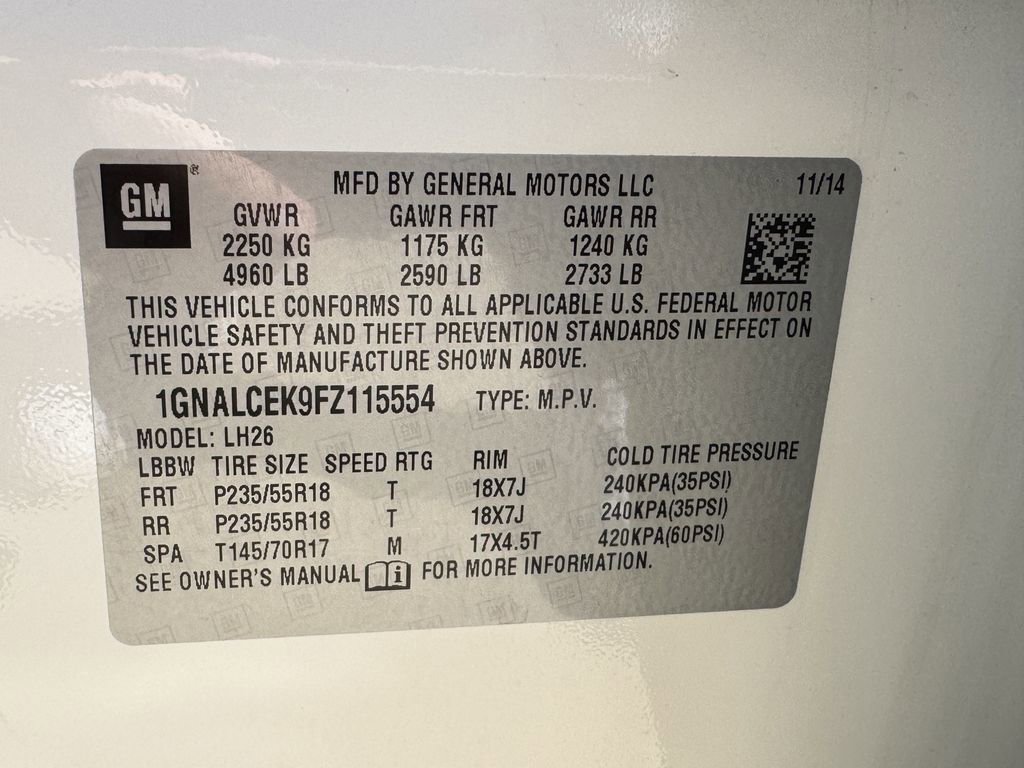 GM®
MFD BY GENERAL MOTORS LLC 11/14
GVWR GAWR FRT GAWR RR
2250 KG 1175 KG 1240 KG
4960 LB 2590 LB 2733 LB
THIS VEHICLE CONFORMS TO ALL APPLICABLE U.S. FEDERAL MOTOR
VEHICLE SAFETY AND THEFT PREVENTION STANDARDS IN EFFECT ON
THE DATE OF MANUFACTURE SHOWN ABOVE.
1GNALCEK9FZ115554 TYPE: M.P.V.
MODEL: LH26
LBBW TIRE SIZE SPEED RTG RIM COLD TIRE PRESSURE
FRT P235/55R18 T 18X7J 240KPA(35PSI)
RR P235/55R18 T 18X7J 240KPA(35PSI)
SPA T145/70R17 M 17X4.5T 420KPA(60PSI)
SEE OWNER'S MANUAL i FOR MORE INFORMATION.